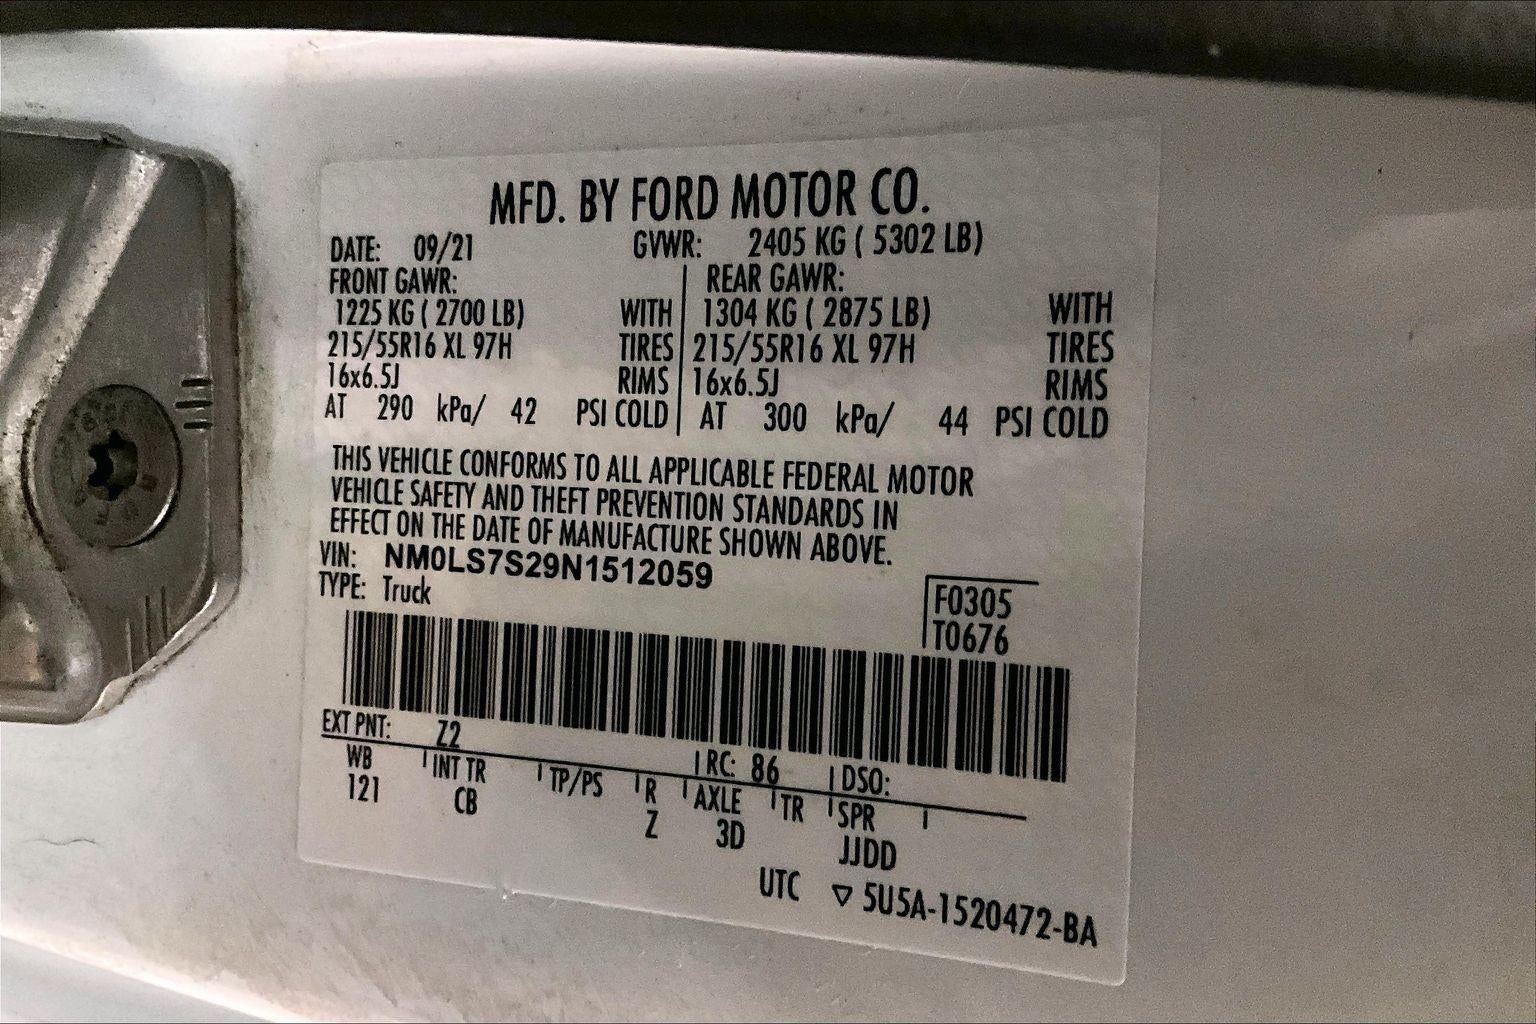 MFD. BY FORD MOTOR CO.
DATE: 09/21 GVWR: 2405 KG ( 5302 LB)
FRONT GAWR: REAR GAWR:
1225 KG ( 2700 LB) WITH 1304 KG ( 2875 LB) WITH
215/55R16 XL 97H TIRES 215/55R16 XL 97H TIRES
16x6.5J RIMS 16x6.5J RIMS
AT 290 kPa/ 42 PSI COLD AT 300 kPa/ 44 PSI COLD
THIS VEHICLE CONFORMS TO ALL APPLICABLE FEDERAL MOTOR
VEHICLE SAFETY AND THEFT PREVENTION STANDARDS IN
EFFECT ON THE DATE OF MANUFACTURE SHOWN ABOVE.
VIN: NM0LS7S29N1512059
TYPE: Truck
F0305
T0676
EXT PNT: Z2 RC: 86 DSO:
WB INT TR TP/PS R AXLE TR SPR
121 CB Z 3D JJDD
UTC ▽ 5U5A-1520472-BA